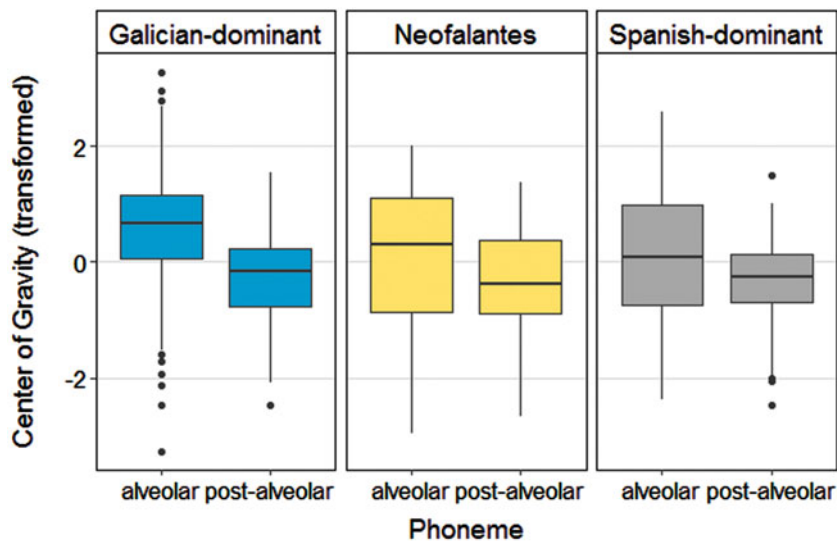 Galician-dominant Neofalantes Spanish-dominant
Center of Gravity (transformed)
2
0
-2
alveolar post-alveolar alveolar post-alveolar alveolar post-alveolar
Phoneme